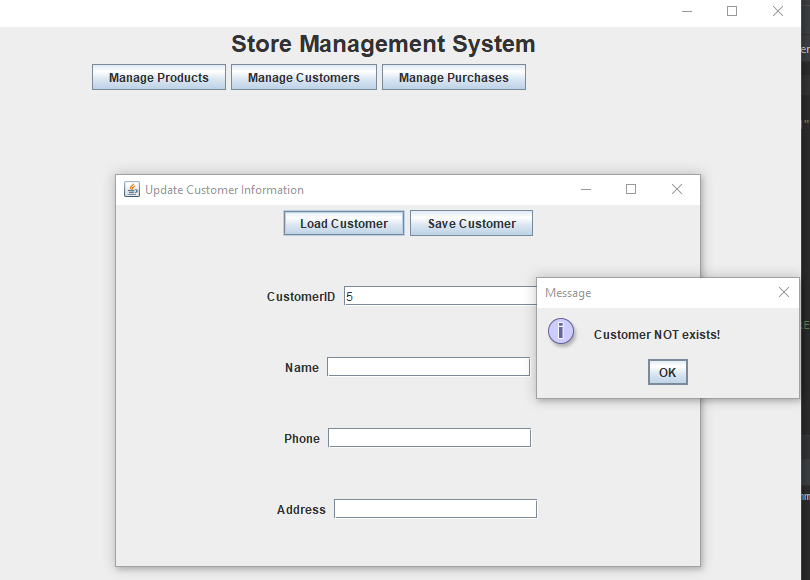 Store Management System
Manage Products Manage Customers Manage Purchases
Update Customer Information
Load Customer Save Customer
CustomerID 5
Message
Customer NOT exists!
OK
Name
Phone
Address